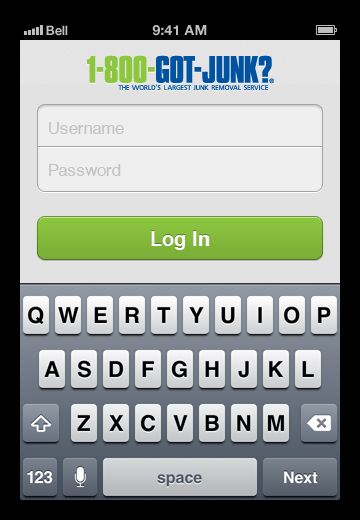 Bell 9:41 AM
1-800-GOT-JUNK?®
THE WORLD'S LARGEST JUNK REMOVAL SERVICE
Username
Password
Log In
Q W E R T Y U I O P
A S D F G H J K L
Z X C V B N M
123 space Next